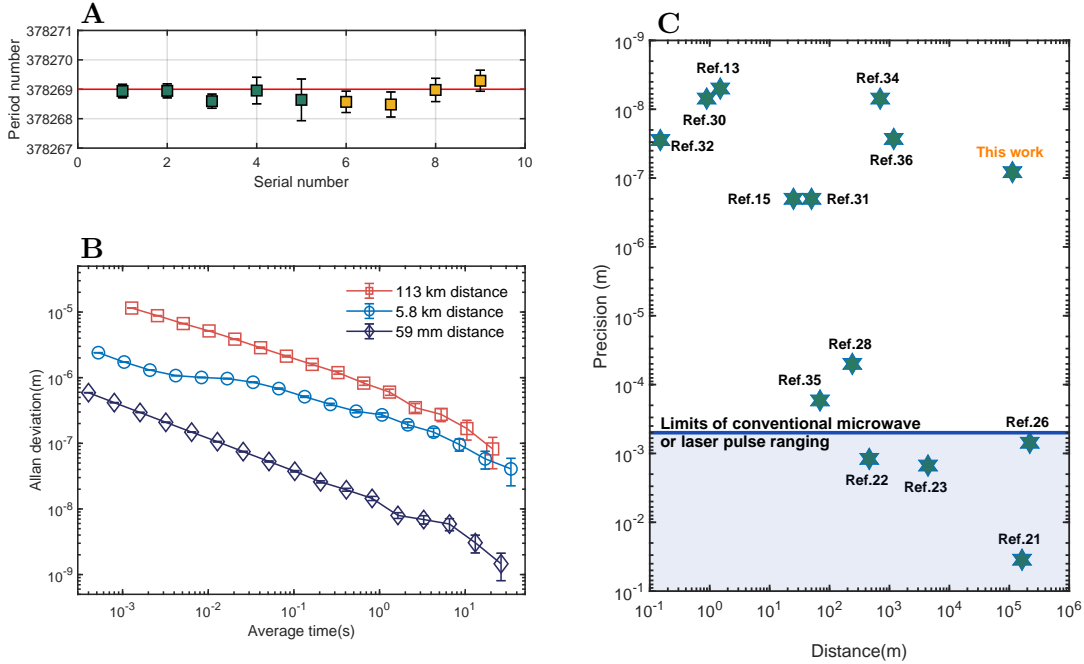 A
378271
378270
378269
378268
378267
0
2
4
6
8
10
Period number
Serial number
B
10^-5
10^-6
10^-7
10^-8
10^-9
10^-3
10^-2
10^-1
10^0
10^1
Allan deviation(m)
Average time(s)
113 km distance
5.8 km distance
59 mm distance
C
10^-9
10^-8
10^-7
10^-6
10^-5
10^-4
10^-3
10^-2
10^-1
10^-1
10^0
10^1
10^2
10^3
10^4
10^5
10^6
Precision (m)
Distance(m)
Ref.13
Ref.34
Ref.30
Ref.32
Ref.36
This work
Ref.15
Ref.31
Ref.28
Ref.35
Limits of conventional microwave
or laser pulse ranging
Ref.26
Ref.22
Ref.23
Ref.21